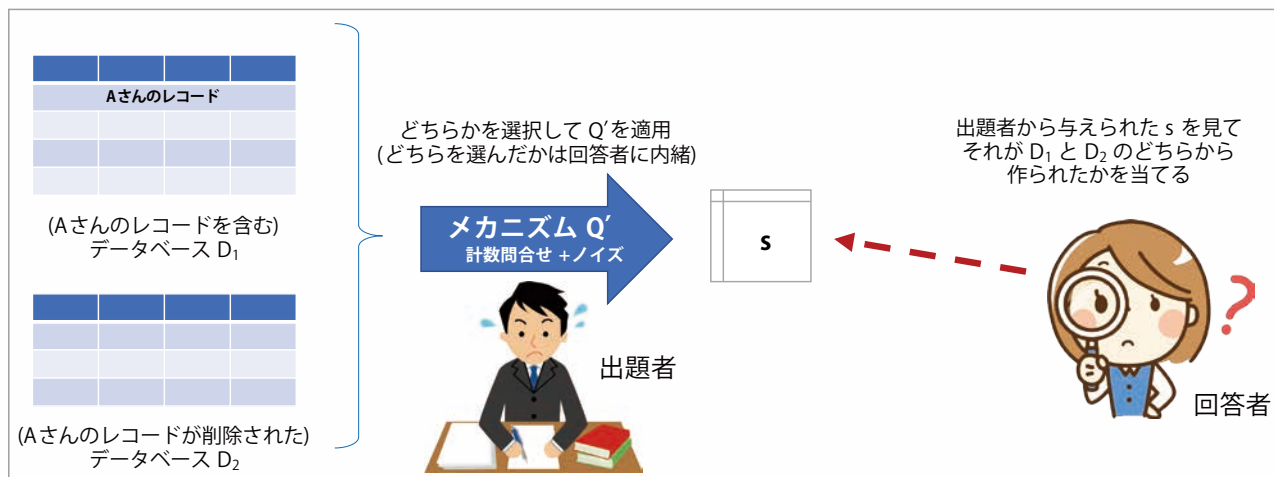 Aさんのレコード
(Aさんのレコードを含む)
データベース D₁
(Aさんのレコードが削除された)
データベース D₂
どちらかを選択して Q′を適用
(どちらを選んだかは回答者に内緒)
メカニズム Q′
計数問合せ +ノイズ
出題者
s
出題者から与えられた s を見て
それが D₁ と D₂ のどちらから
作られたかを当てる
?
回答者